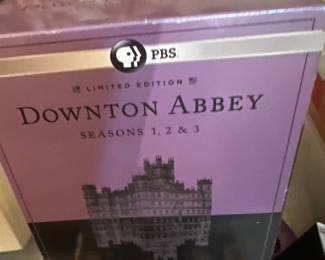 PBS.
LIMITED EDITION
DOWNTON ABBEY
SEASONS 1, 2 & 3